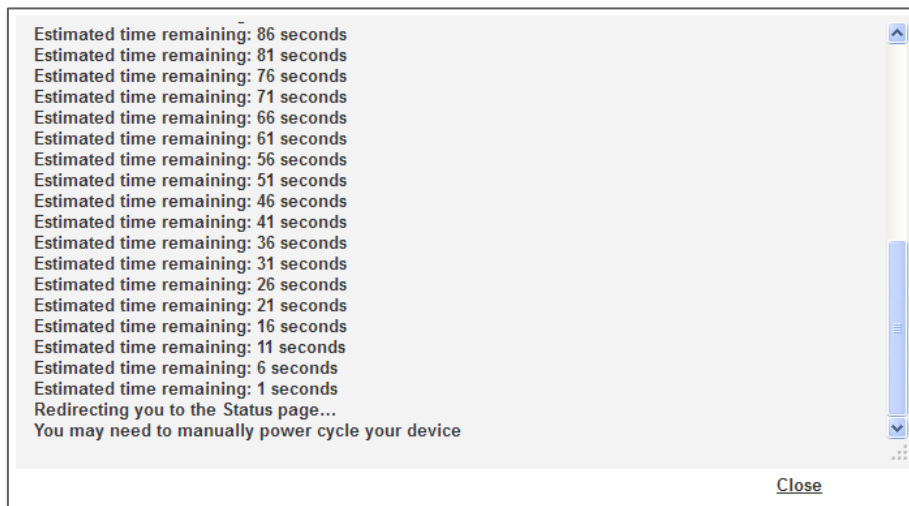 Estimated time remaining: 86 seconds
Estimated time remaining: 81 seconds
Estimated time remaining: 76 seconds
Estimated time remaining: 71 seconds
Estimated time remaining: 66 seconds
Estimated time remaining: 61 seconds
Estimated time remaining: 56 seconds
Estimated time remaining: 51 seconds
Estimated time remaining: 46 seconds
Estimated time remaining: 41 seconds
Estimated time remaining: 36 seconds
Estimated time remaining: 31 seconds
Estimated time remaining: 26 seconds
Estimated time remaining: 21 seconds
Estimated time remaining: 16 seconds
Estimated time remaining: 11 seconds
Estimated time remaining: 6 seconds
Estimated time remaining: 1 seconds
Redirecting you to the Status page...
You may need to manually power cycle your device
Close